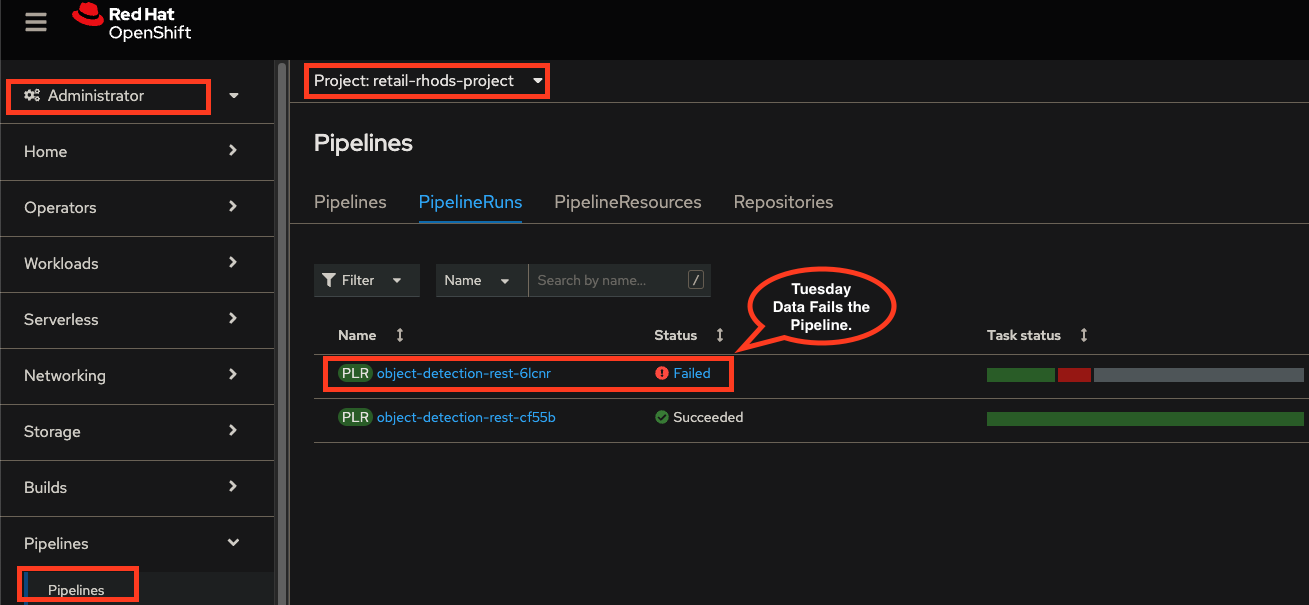 Red Hat
OpenShift
Administrator
Home
Operators
Workloads
Serverless
Networking
Storage
Builds
Pipelines
Pipelines
Project: retail-rhods-project
Pipelines
Pipelines PipelineRuns PipelineResources Repositories
Filter Name Search by name... /
Tuesday
Data Fails the
Pipeline.
Name Status Task status
PLR object-detection-rest-6lcnr Failed
PLR object-detection-rest-cf55b Succeeded